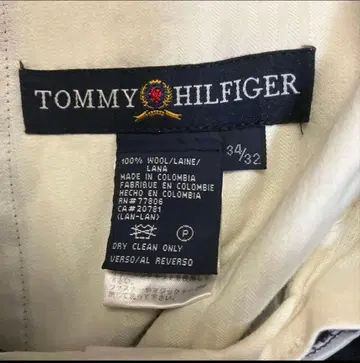 TOMMY HILFIGER
34/32
100% WOOL/LAINE/
LANA
MADE IN COLOMBIA
FABRIQUE EN COLOMBIE
HECHO EN COLOMBIA
RN#77806
CA#20781
(LAN-LAN)
P
DRY CLEAN ONLY
VERSO/AL REVERSO